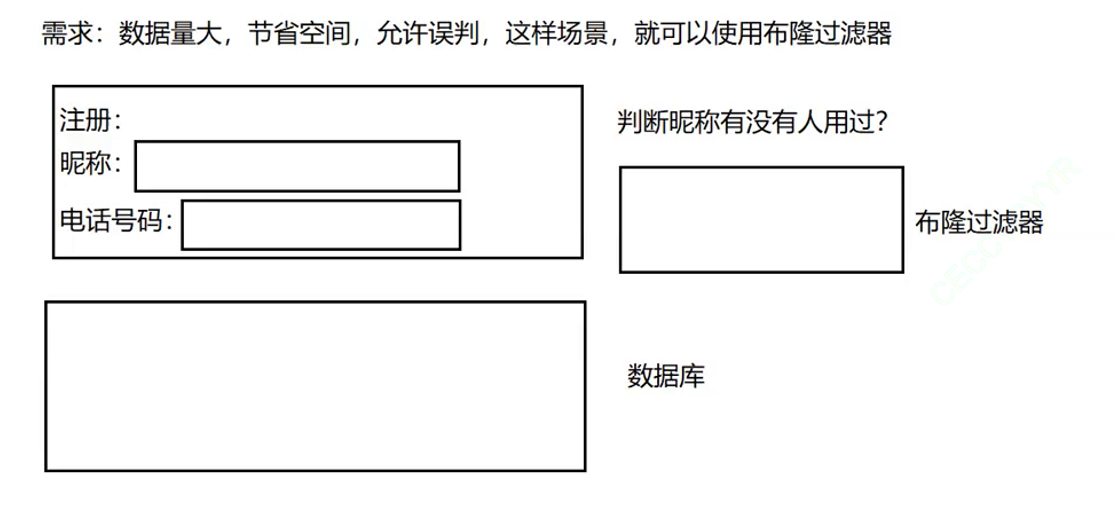 需求：数据量大，节省空间，允许误判，这样场景，就可以使用布隆过滤器
注册：
昵称：
电话号码：
判断昵称有没有人用过？
布隆过滤器
数据库